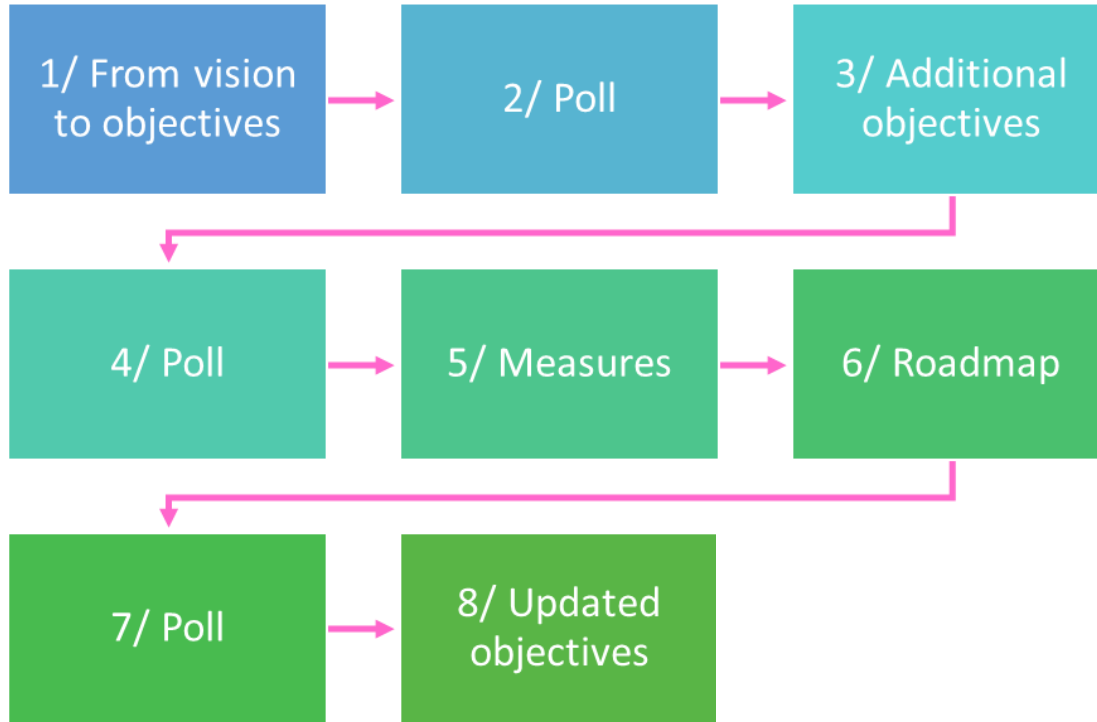 1/ From vision
to objectives
2/ Poll
3/ Additional
objectives
4/ Poll
5/ Measures
6/ Roadmap
7/ Poll
8/ Updated
objectives